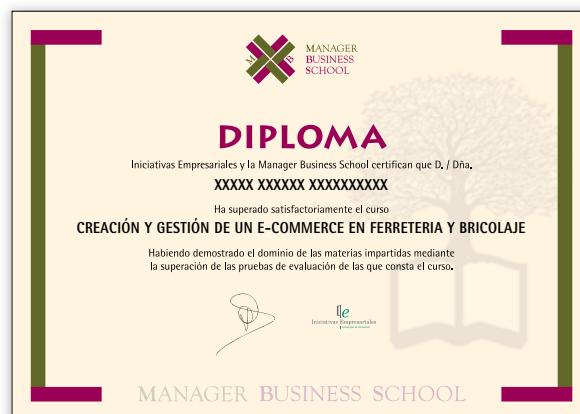 M B
MANAGER
BUSINESS
SCHOOL
DIPLOMA
Iniciativas Empresariales y la Manager Business School certifican que D. / Dña.
XXXXX XXXXXX XXXXXXXXXX
Ha superado satisfactoriamente el curso
CREACIÓN Y GESTIÓN DE UN E-COMMERCE EN FERRETERIA Y BRICOLAJE
Habiendo demostrado el dominio de las materias impartidas mediante
la superación de las pruebas de evaluación de las que consta el curso.
Iniciativas Empresariales
MANAGER BUSINESS SCHOOL